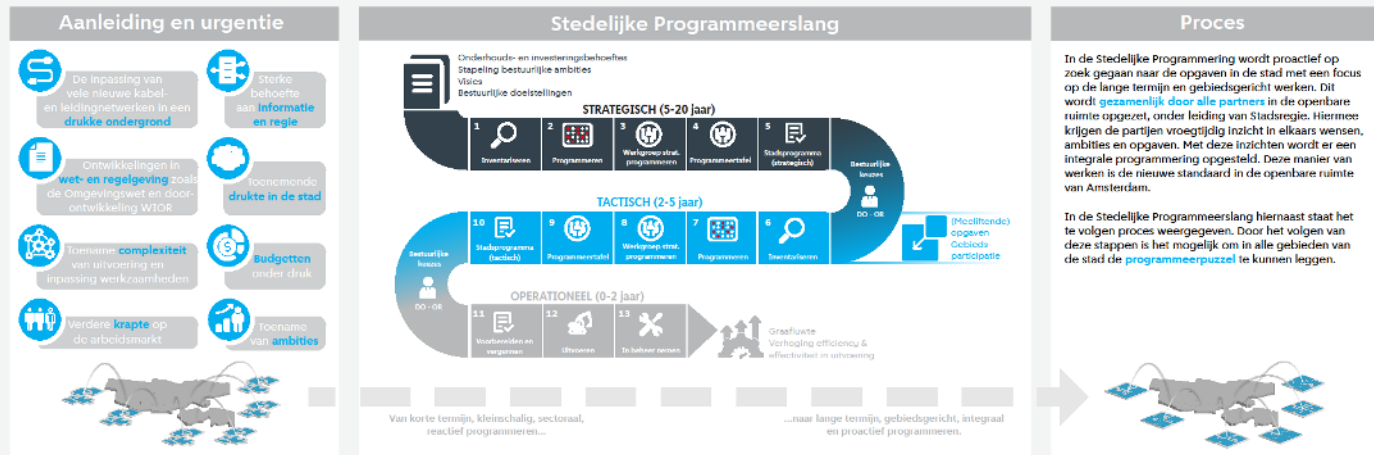 Aanleiding en urgentie
De inpassing van
vele nieuwe kabel-
en leidingnetwerken in een
drukke ondergrond
Sterke
behoefte
aan informatie
en regie
Ontwikkelingen in
wet- en regelgeving zoals
de Omgevingswet en door-
ontwikkeling WIOR
Toenemende
drukte in de stad
Toename complexiteit
van uitvoering en
inpassing werkzaamheden
Budgetten
onder druk
Verdere krapte op
de arbeidsmarkt
Toename
van ambities
Stedelijke Programmeerslang
Onderhouds- en investeringsbehoeftes
Stapeling bestuurlijke ambities
Visies
Bestuurlijke doelstellingen
STRATEGISCH (5-20 jaar)
1
Inventariseren
2
Programmeren
3
Werkgroep strat.
programmeren
4
Programmeertafel
5
Stadsprogramma
(strategisch)
Bestuurlijke
keuzes
DO - OR
TACTISCH (2-5 jaar)
10
Stadsprogramma
(tactisch)
9
Programmeertafel
8
Werkgroep strat.
programmeren
7
Programmeren
6
Inventariseren
(Meeliftende)
opgaven
Gebieds
participatie
Bestuurlijke
keuzes
DO - OR
OPERATIONEEL (0-2 jaar)
11
Voorbereiden en
vergunnen
12
Uitvoeren
13
In beheer nemen
Graafluwte
Verhoging efficiency &
effectiviteit in uitvoering
Van korte termijn, kleinschalig, sectoraal,
reactief programmeren...
...naar lange termijn, gebiedsgericht, integraal
en proactief programmeren.
Proces
In de Stedelijke Programmering wordt proactief op
zoek gegaan naar de opgaven in de stad met een focus
op de lange termijn en gebiedsgericht werken. Dit
wordt gezamenlijk door alle partners in de openbare
ruimte opgezet, onder leiding van Stadsregie. Hiermee
krijgen de partijen vroegtijdig inzicht in elkaars wensen,
ambities en opgaven. Met deze inzichten wordt er een
integrale programmering opgesteld. Deze manier van
werken is de nieuwe standaard in de openbare ruimte
van Amsterdam.
In de Stedelijke Programmeerslang hiernaast staat het
te volgen proces weergegeven. Door het volgen van
deze stappen is het mogelijk om in alle gebieden van
de stad de programmeerpuzzel te kunnen leggen.